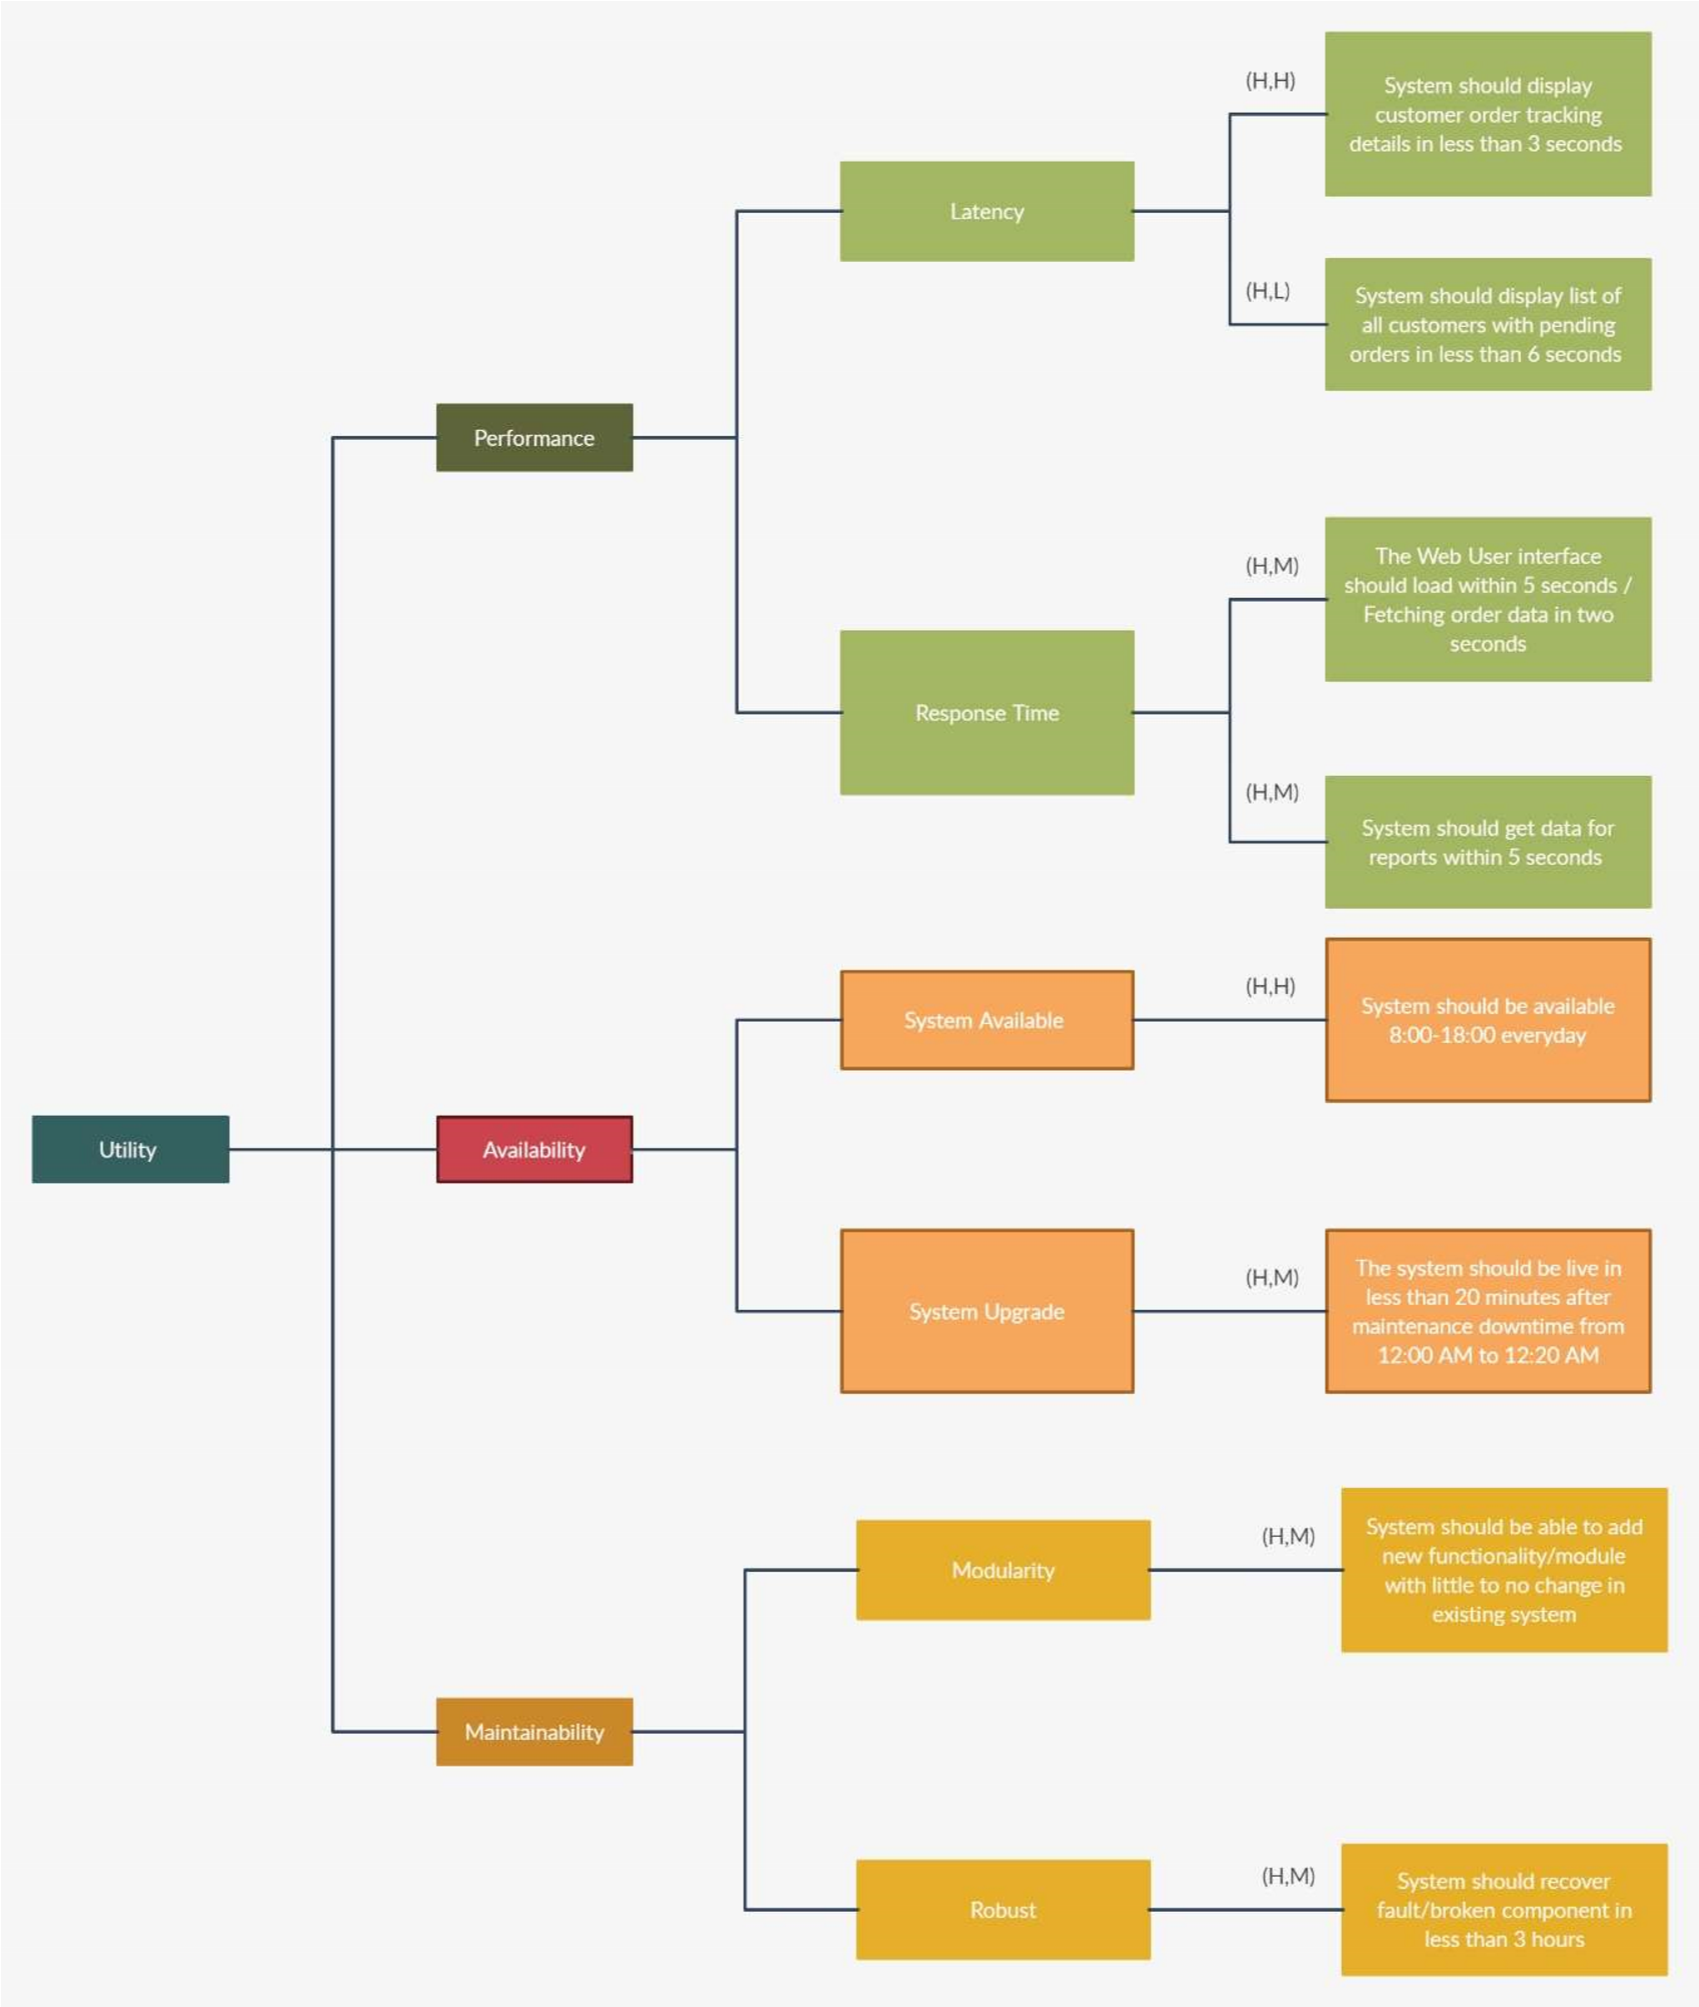 (H,H)
System should display
customer order tracking
details in less than 3 seconds
Latency
(H,L)
System should display list of
all customers with pending
orders in less than 6 seconds
Performance
(H,M)
The Web User interface
should load within 5 seconds /
Fetching order data in two
seconds
Response Time
(H,M)
System should get data for
reports within 5 seconds
System Available
(H,H)
System should be available
8:00-18:00 everyday
Utility
Availability
System Upgrade
(H,M)
The system should be live in
less than 20 minutes after
maintenance downtime from
12:00 AM to 12:20 AM
Modularity
(H,M)
System should be able to add
new functionality/module
with little to no change in
existing system
Maintainability
Robust
(H,M)
System should recover
fault/broken component in
less than 3 hours